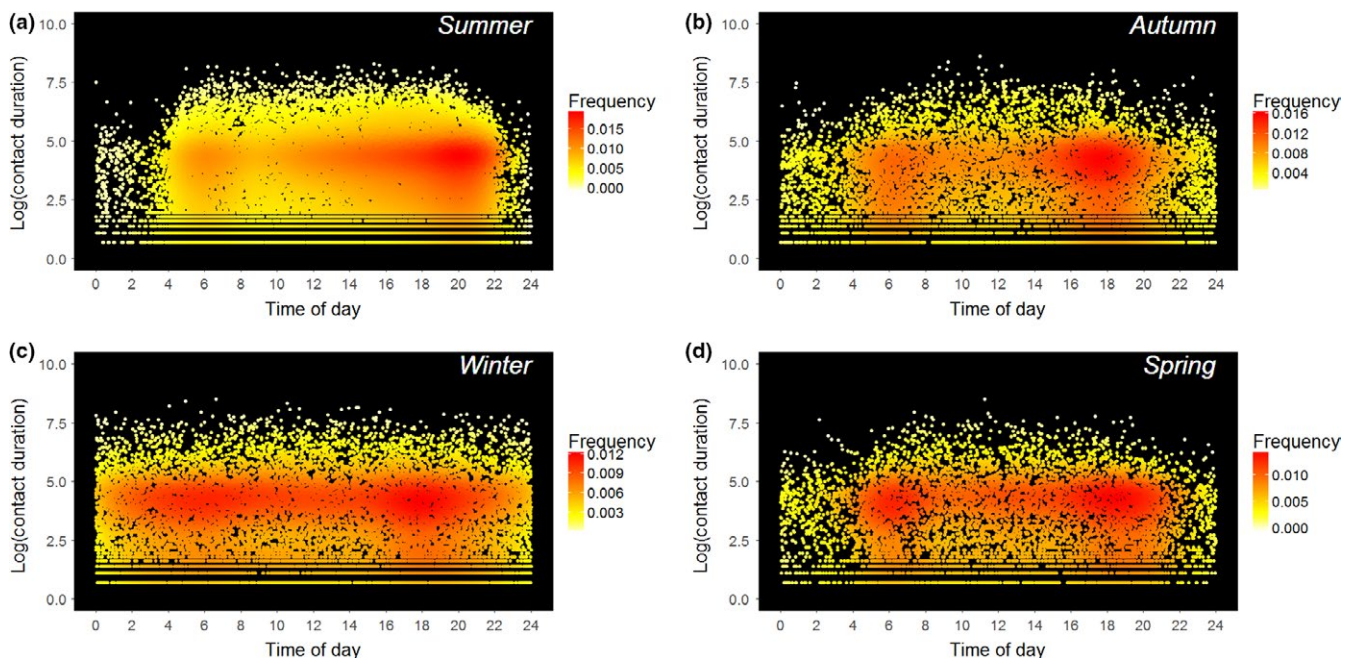 (a)
Summer
10.0
7.5
5.0
2.5
0.0
Log(contact duration)
0 2 4 6 8 10 12 14 16 18 20 22 24
Time of day
Frequency
0.015
0.010
0.005
0.000
(b)
Autumn
10.0
7.5
5.0
2.5
0.0
Log(contact duration)
0 2 4 6 8 10 12 14 16 18 20 22 24
Time of day
Frequency
0.016
0.012
0.008
0.004
(c)
Winter
10.0
7.5
5.0
2.5
0.0
Log(contact duration)
0 2 4 6 8 10 12 14 16 18 20 22 24
Time of day
Frequency
0.012
0.009
0.006
0.003
(d)
Spring
10.0
7.5
5.0
2.5
0.0
Log(contact duration)
0 2 4 6 8 10 12 14 16 18 20 22 24
Time of day
Frequency
0.010
0.005
0.000